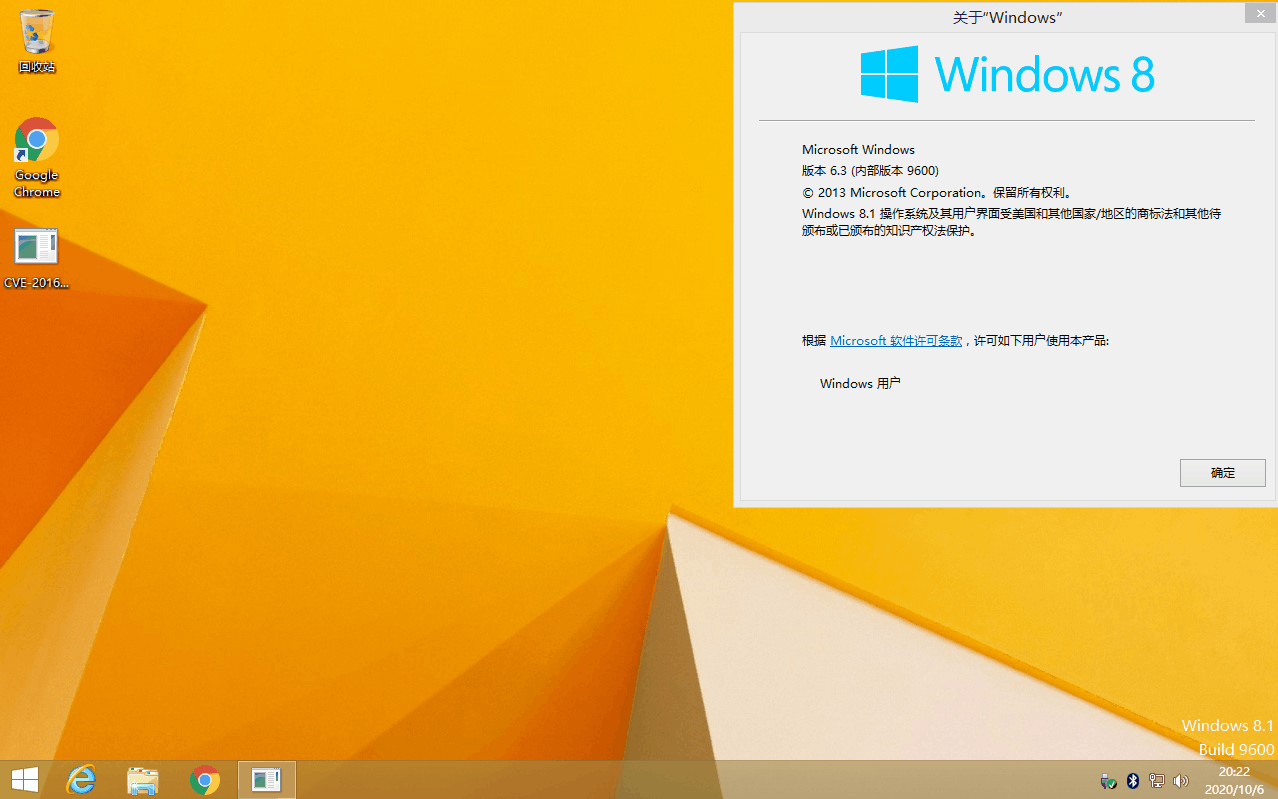 回收站
Google
Chrome
CVE-2016...
关于“Windows”
Windows 8
Microsoft Windows
版本 6.3 (内部版本 9600)
© 2013 Microsoft Corporation。保留所有权利。
Windows 8.1 操作系统及其用户界面受美国和其他国家/地区的商标法和其他待
颁布或已颁布的知识产权法保护。
根据 Microsoft 软件许可条款，许可如下用户使用本产品:
Windows 用户
确定
Windows 8.1
Build 9600
20:22
2020/10/6